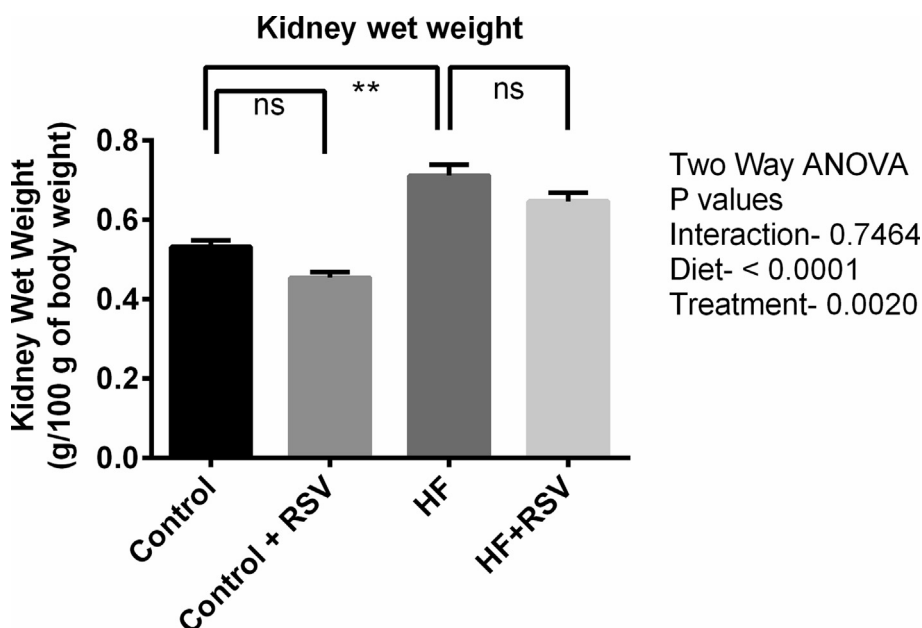 Kidney wet weight
**
ns
ns
Kidney Wet Weight
(g/100 g of body weight)
0.8
0.6
0.4
0.2
0.0
Control
Control + RSV
HF
HF+RSV
Two Way ANOVA
P values
Interaction- 0.7464
Diet- < 0.0001
Treatment- 0.0020